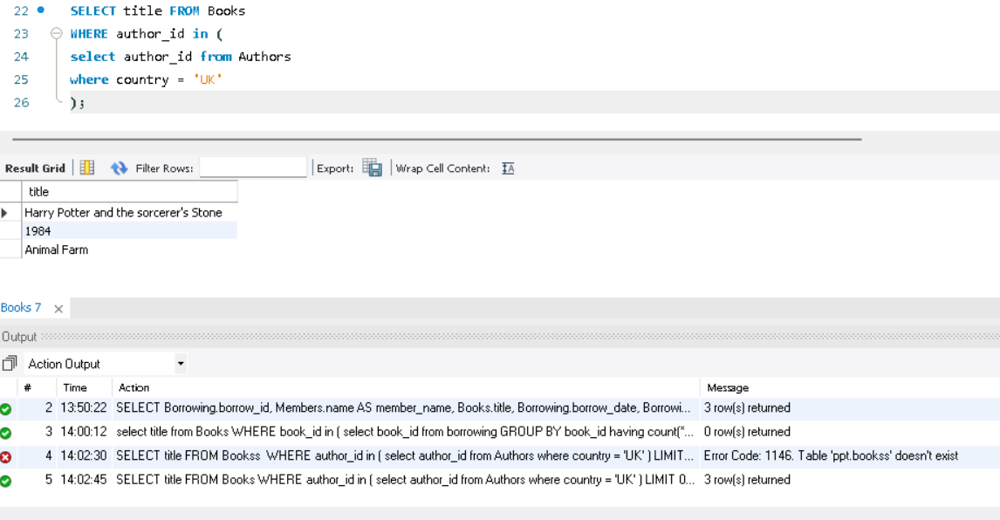 22 SELECT title FROM Books
23 WHERE author_id in (
24 select author_id from Authors
25 where country = 'UK'
26 );
Result Grid Filter Rows: Export: Wrap Cell Content: IA
title
Harry Potter and the sorcerer's Stone
1984
Animal Farm
Books 7 ×
Output
Action Output
# Time Action Message
2 13:50:22 SELECT Borrowing.borrow_id, Members.name AS member_name, Books.title, Borrowing.borrow_date, Borrowi... 3 row(s) returned
3 14:00:12 select title from Books WHERE book_id in ( select book_id from borrowing GROUP BY book_id having count(*... 0 row(s) returned
4 14:02:30 SELECT title FROM Bookss WHERE author_id in ( select author_id from Authors where country = 'UK' ) LIMIT... Error Code: 1146. Table 'ppt.bookss' doesn't exist
5 14:02:45 SELECT title FROM Books WHERE author_id in ( select author_id from Authors where country = 'UK' ) LIMIT 0... 3 row(s) returned